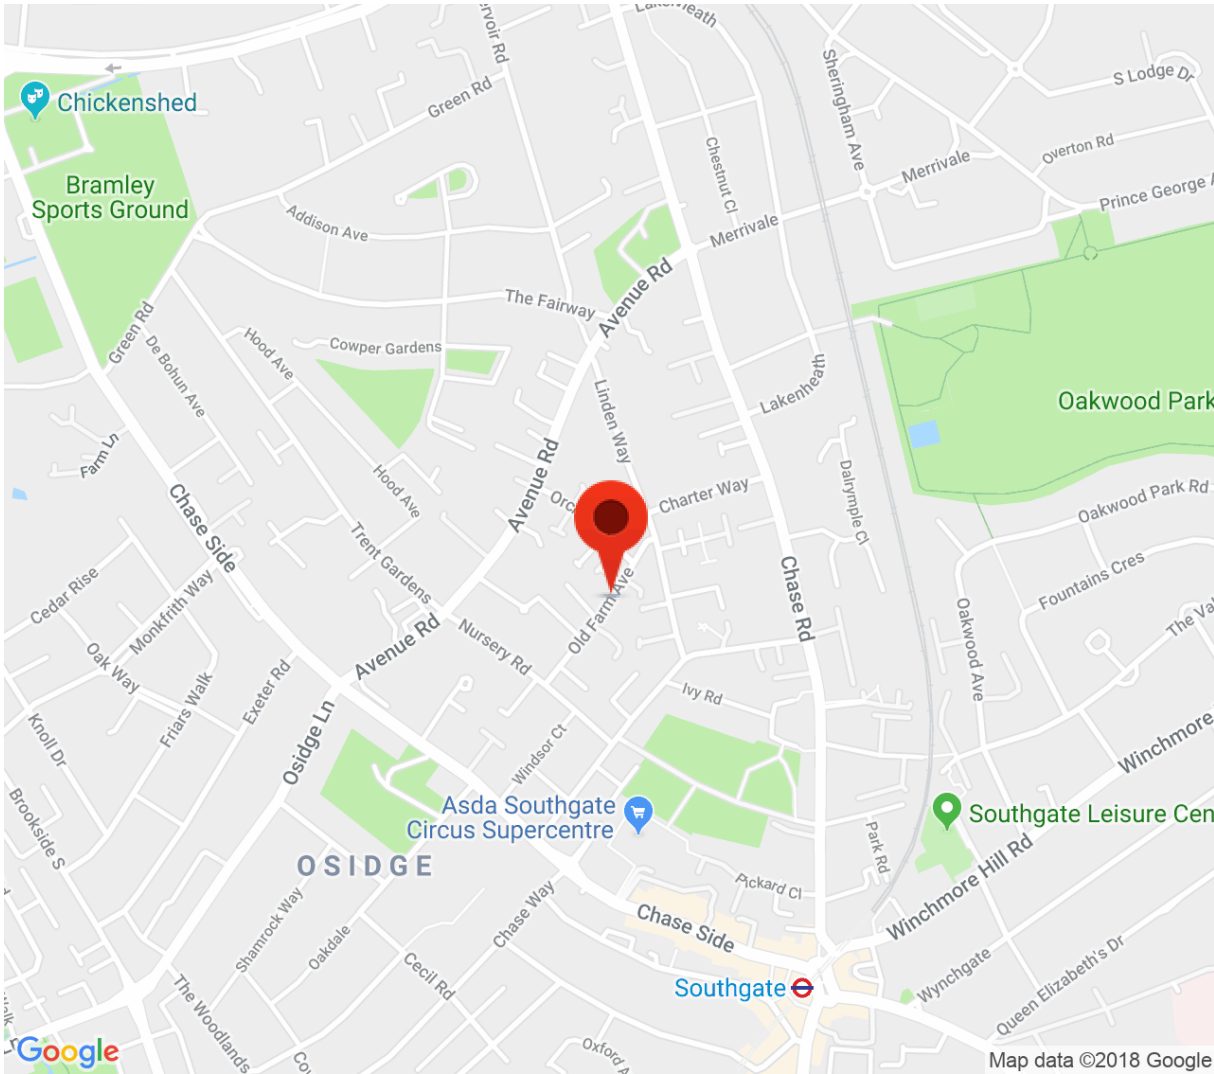 Lakenheath
S Lodge Dr
Sheringham Ave
Chickenshed
Green Rd
Overton Rd
Chestnut Cl
Merrivale
Bramley
Sports Ground
Prince George
Addison Ave
Merrivale
Avenue Rd
The Fairway
Green Rd
Hood Ave
Cowper Gardens
De Bohun Ave
Lakenheath
Linden Way
Oakwood Park
Farm Ln
Avenue Rd
Hood Ave
Dalrymple Cl
Charter Way
Oakwood Park Rd
Chase Side
Trent Gardens
Chase Rd
Fountains Cres
Cedar Rise
Monkfrith Way
Old Farm Ave
Oakwood Ave
The
Avenue Rd
Nursery Rd
Oak Way
Exeter Rd
Friars Walk
Ivy Rd
Osidge Ln
Knoll Dr
Windsor Ct
Winchmore
Brookside S
Asda Southgate
Circus Supercentre
Southgate Leisure Cen
Park Rd
OSIDGE
Winchmore Hill Rd
Pickard Cl
Chase Way
Chase Side
Shamrock Way
Oakdale
Cecil Rd
Wynchgate
Queen Elizabeth's Dr
Southgate
The Woodlands
Oxford
Google
Map data ©2018 Google